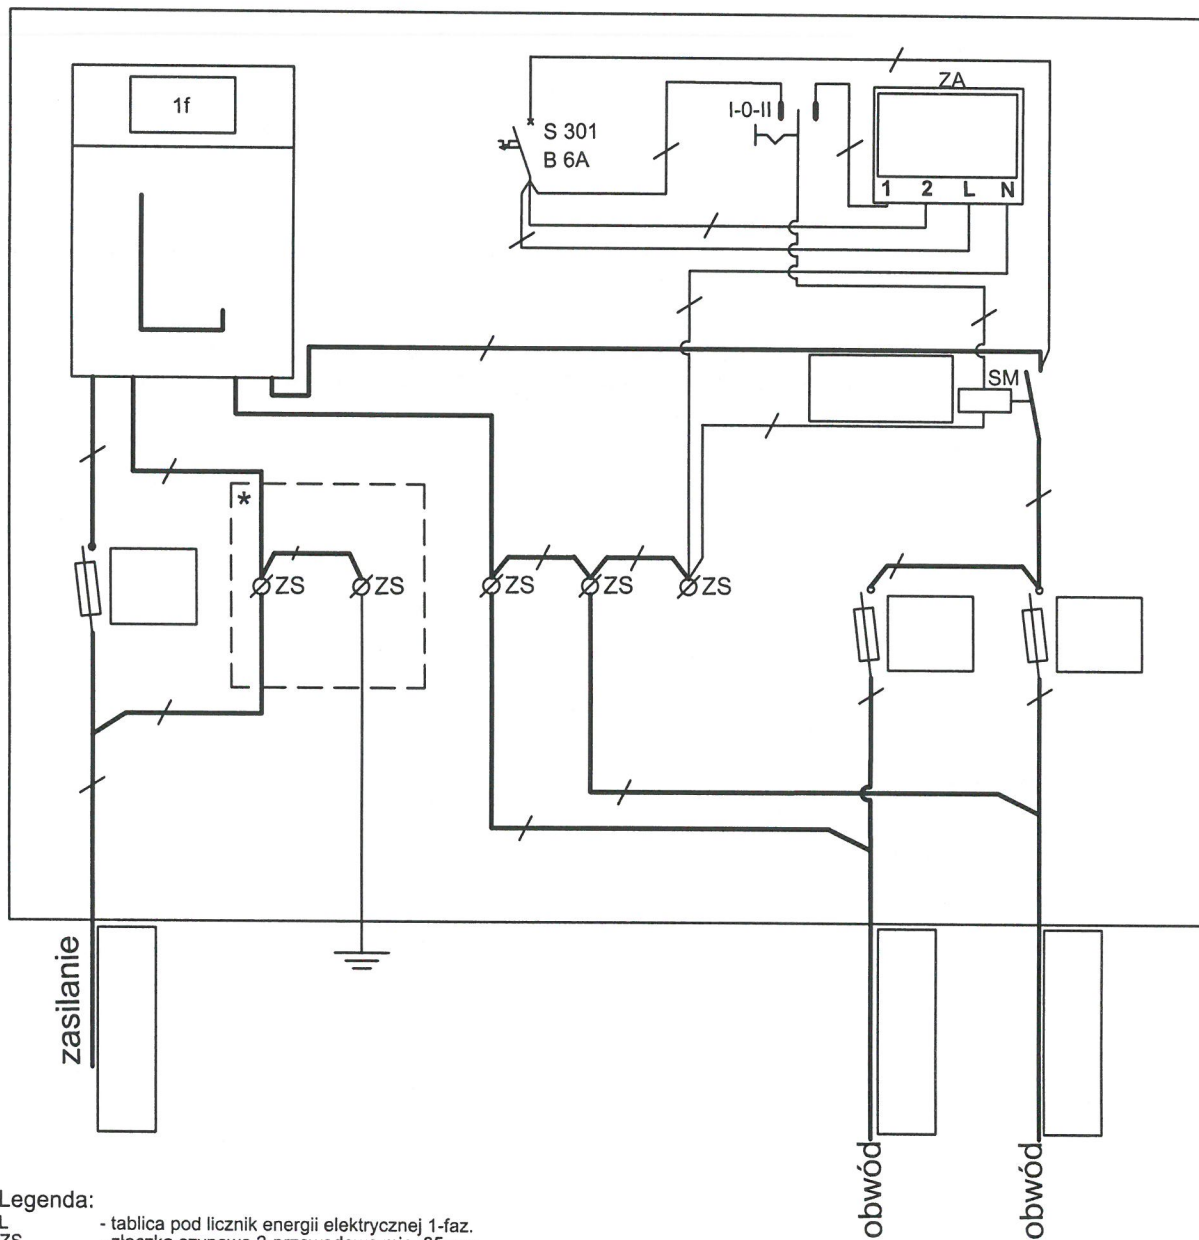 1f
S 301
B 6A
I-0-II
ZA
1 2 L N
SM
*
ZS
ZS
ZS
ZS
ZS
zasilanie
obwód
obwód
Legenda:
L - tablica pod licznik energii elektrycznej 1-faz.
ZS